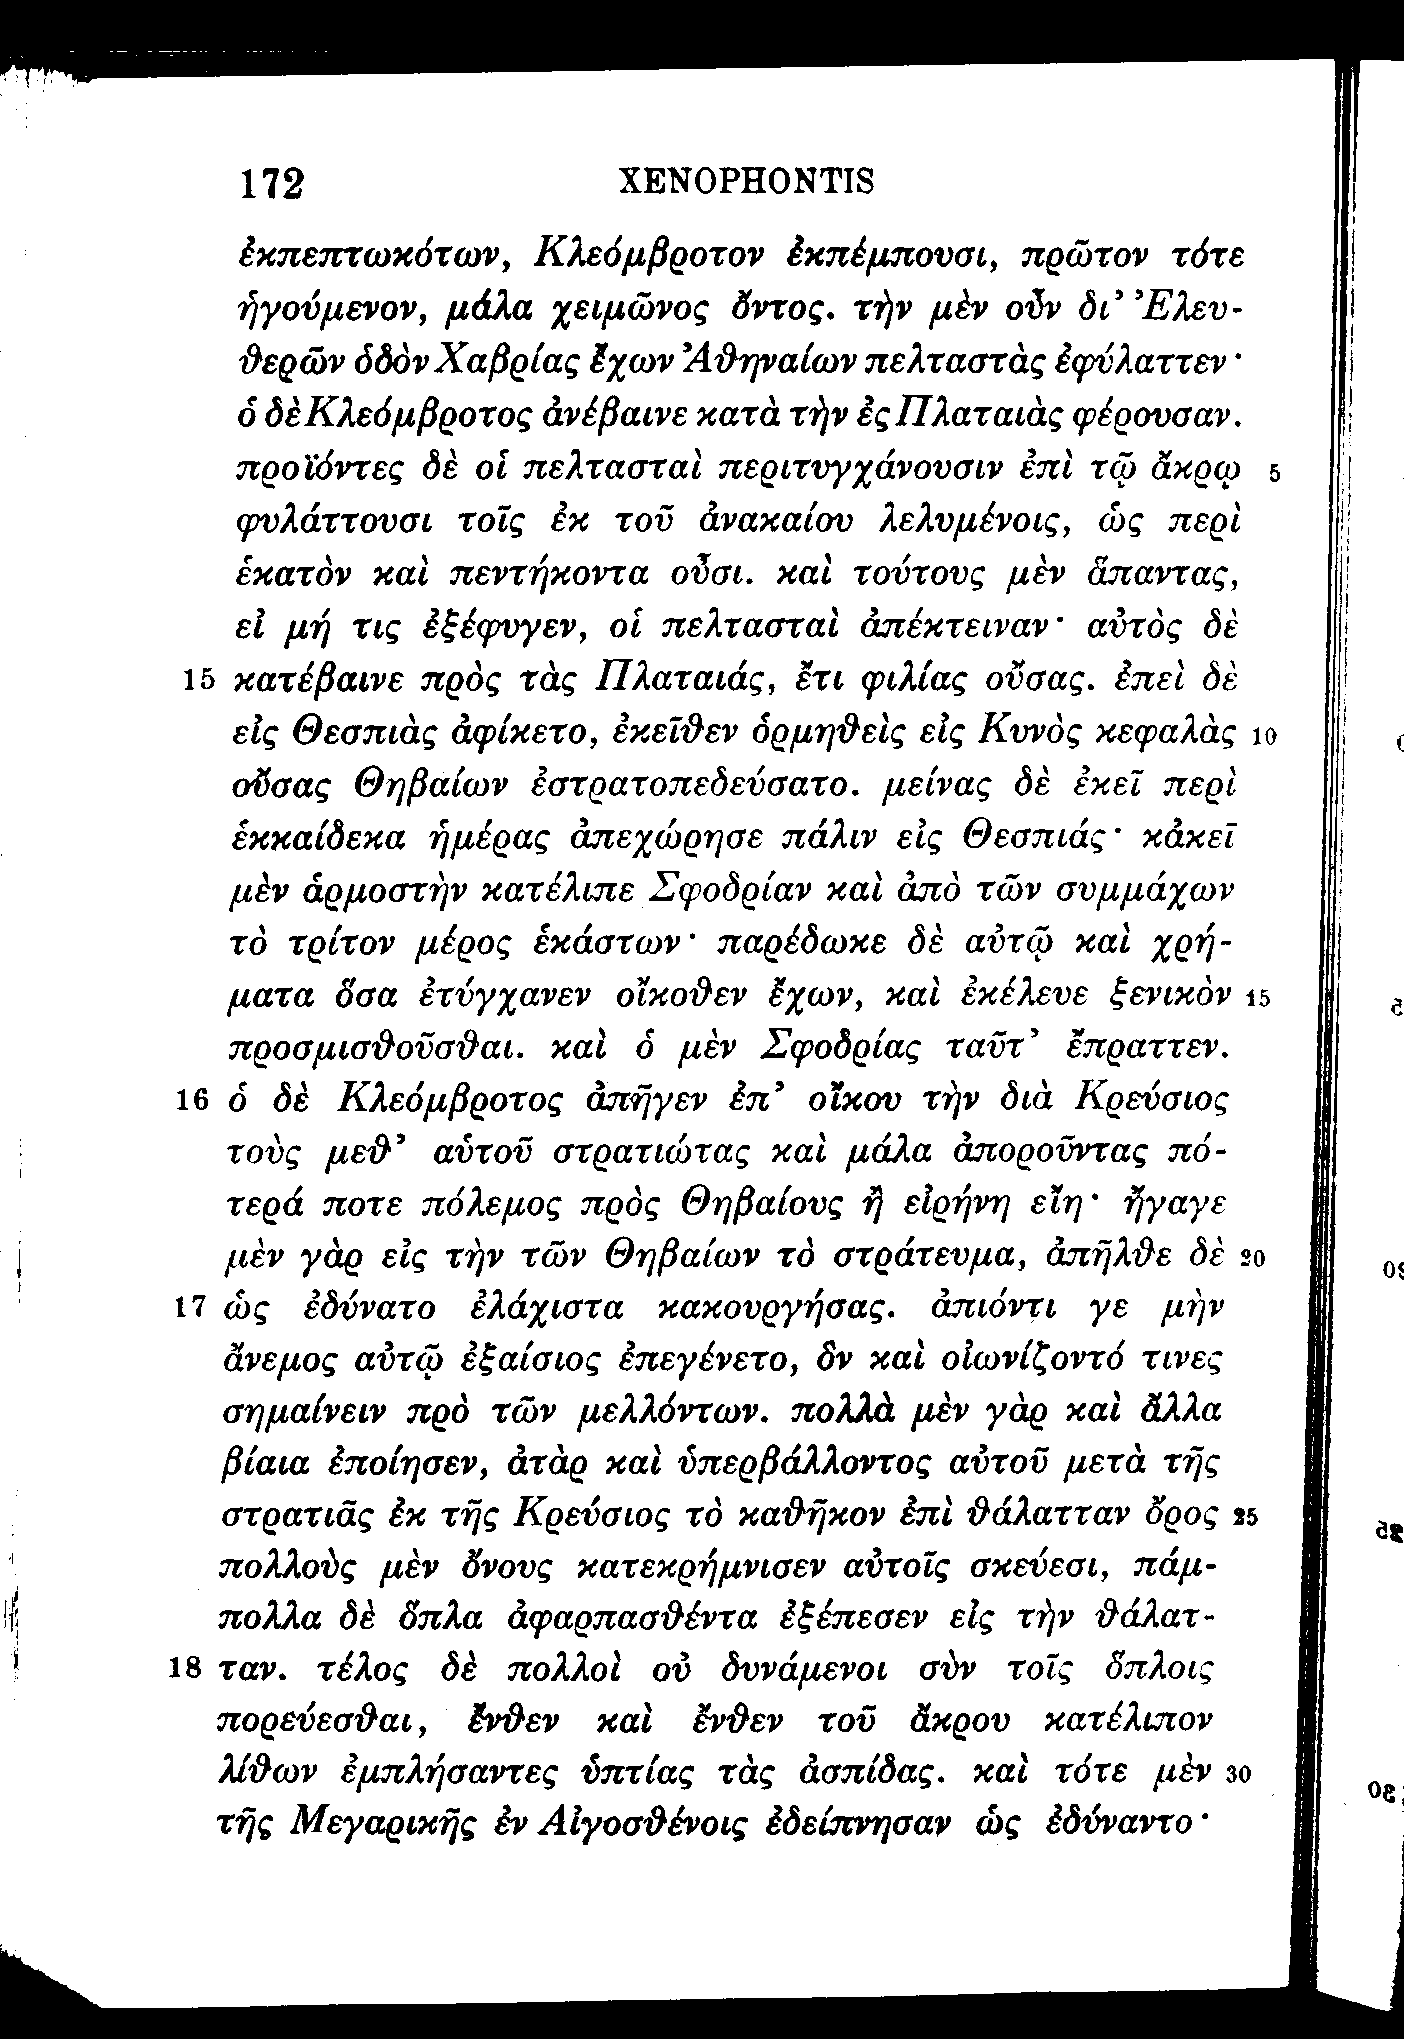 172 XENOPHONTIS
ἐκπεπτωκότων, Κλεόμβροτον ἐκπέμπουσι, πρῶτον τότε
ἡγούμενον, μάλα χειμῶνος ὄντος. τὴν μὲν οὖν δι’ Ἐλευ-
θερῶν ὁδὸν Χαβρίας ἔχων Ἀθηναίων πελταστὰς ἐφύλαττεν·
ὁ δὲ Κλεόμβροτος ἀνέβαινε κατὰ τὴν ἐς Πλαταιὰς φέρουσαν.
προϊόντες δὲ οἱ πελτασταὶ περιτυγχάνουσιν ἐπὶ τῷ ἄκρῳ 5
φυλάττουσι τοῖς ἐκ τοῦ ἀνακαίου λελυμένοις, ὡς περὶ
ἑκατὸν καὶ πεντήκοντα οὖσι. καὶ τούτους μὲν ἅπαντας,
εἰ μή τις ἐξέφυγεν, οἱ πελτασταὶ ἀπέκτειναν· αὐτὸς δὲ
15 κατέβαινε πρὸς τὰς Πλαταιάς, ἔτι φιλίας οὔσας. ἐπεὶ δὲ
εἰς Θεσπιὰς ἀφίκετο, ἐκεῖθεν ὁρμηθεὶς εἰς Κυνὸς κεφαλὰς 10
οὔσας Θηβαίων ἐστρατοπεδεύσατο. μείνας δὲ ἐκεῖ περὶ
ἑκκαίδεκα ἡμέρας ἀπεχώρησε πάλιν εἰς Θεσπιάς· κἀκεῖ
μὲν ἁρμοστὴν κατέλιπε Σφοδρίαν καὶ ἀπὸ τῶν συμμάχων
τὸ τρίτον μέρος ἑκάστων· παρέδωκε δὲ αὐτῷ καὶ χρή-
ματα ὅσα ἐτύγχανεν οἴκοθεν ἔχων, καὶ ἐκέλευε ξενικὸν 15
προσμισθοῦσθαι. καὶ ὁ μὲν Σφοδρίας ταῦτ’ ἔπραττεν.
16 ὁ δὲ Κλεόμβροτος ἀπῆγεν ἐπ’ οἴκου τὴν διὰ Κρεύσιος
τοὺς μεθ’ αὑτοῦ στρατιώτας καὶ μάλα ἀποροῦντας πό-
τερά ποτε πόλεμος πρὸς Θηβαίους ἢ εἰρήνη εἴη· ἤγαγε
μὲν γὰρ εἰς τὴν τῶν Θηβαίων τὸ στράτευμα, ἀπῆλθε δὲ 20
17 ὡς ἐδύνατο ἐλάχιστα κακουργήσας. ἀπιόντι γε μὴν
ἄνεμος αὐτῷ ἐξαίσιος ἐπεγένετο, ὃν καὶ οἰωνίζοντό τινες
σημαίνειν πρὸ τῶν μελλόντων. πολλὰ μὲν γὰρ καὶ ἄλλα
βίαια ἐποίησεν, ἀτὰρ καὶ ὑπερβάλλοντος αὐτοῦ μετὰ τῆς
στρατιᾶς ἐκ τῆς Κρεύσιος τὸ καθῆκον ἐπὶ θάλατταν ὄρος 25
πολλοὺς μὲν ὄνους κατεκρήμνισεν αὐτοῖς σκεύεσι, πάμ-
πολλα δὲ ὅπλα ἀφαρπασθέντα ἐξέπεσεν εἰς τὴν θάλατ-
18 ταν. τέλος δὲ πολλοὶ οὐ δυνάμενοι σὺν τοῖς ὅπλοις
πορεύεσθαι, ἔνθεν καὶ ἔνθεν τοῦ ἄκρου κατέλιπον
λίθων ἐμπλήσαντες ὑπτίας τὰς ἀσπίδας. καὶ τότε μὲν 30
τῆς Μεγαρικῆς ἐν Αἰγοσθένοις ἐδείπνησαν ὡς ἐδύναντο·